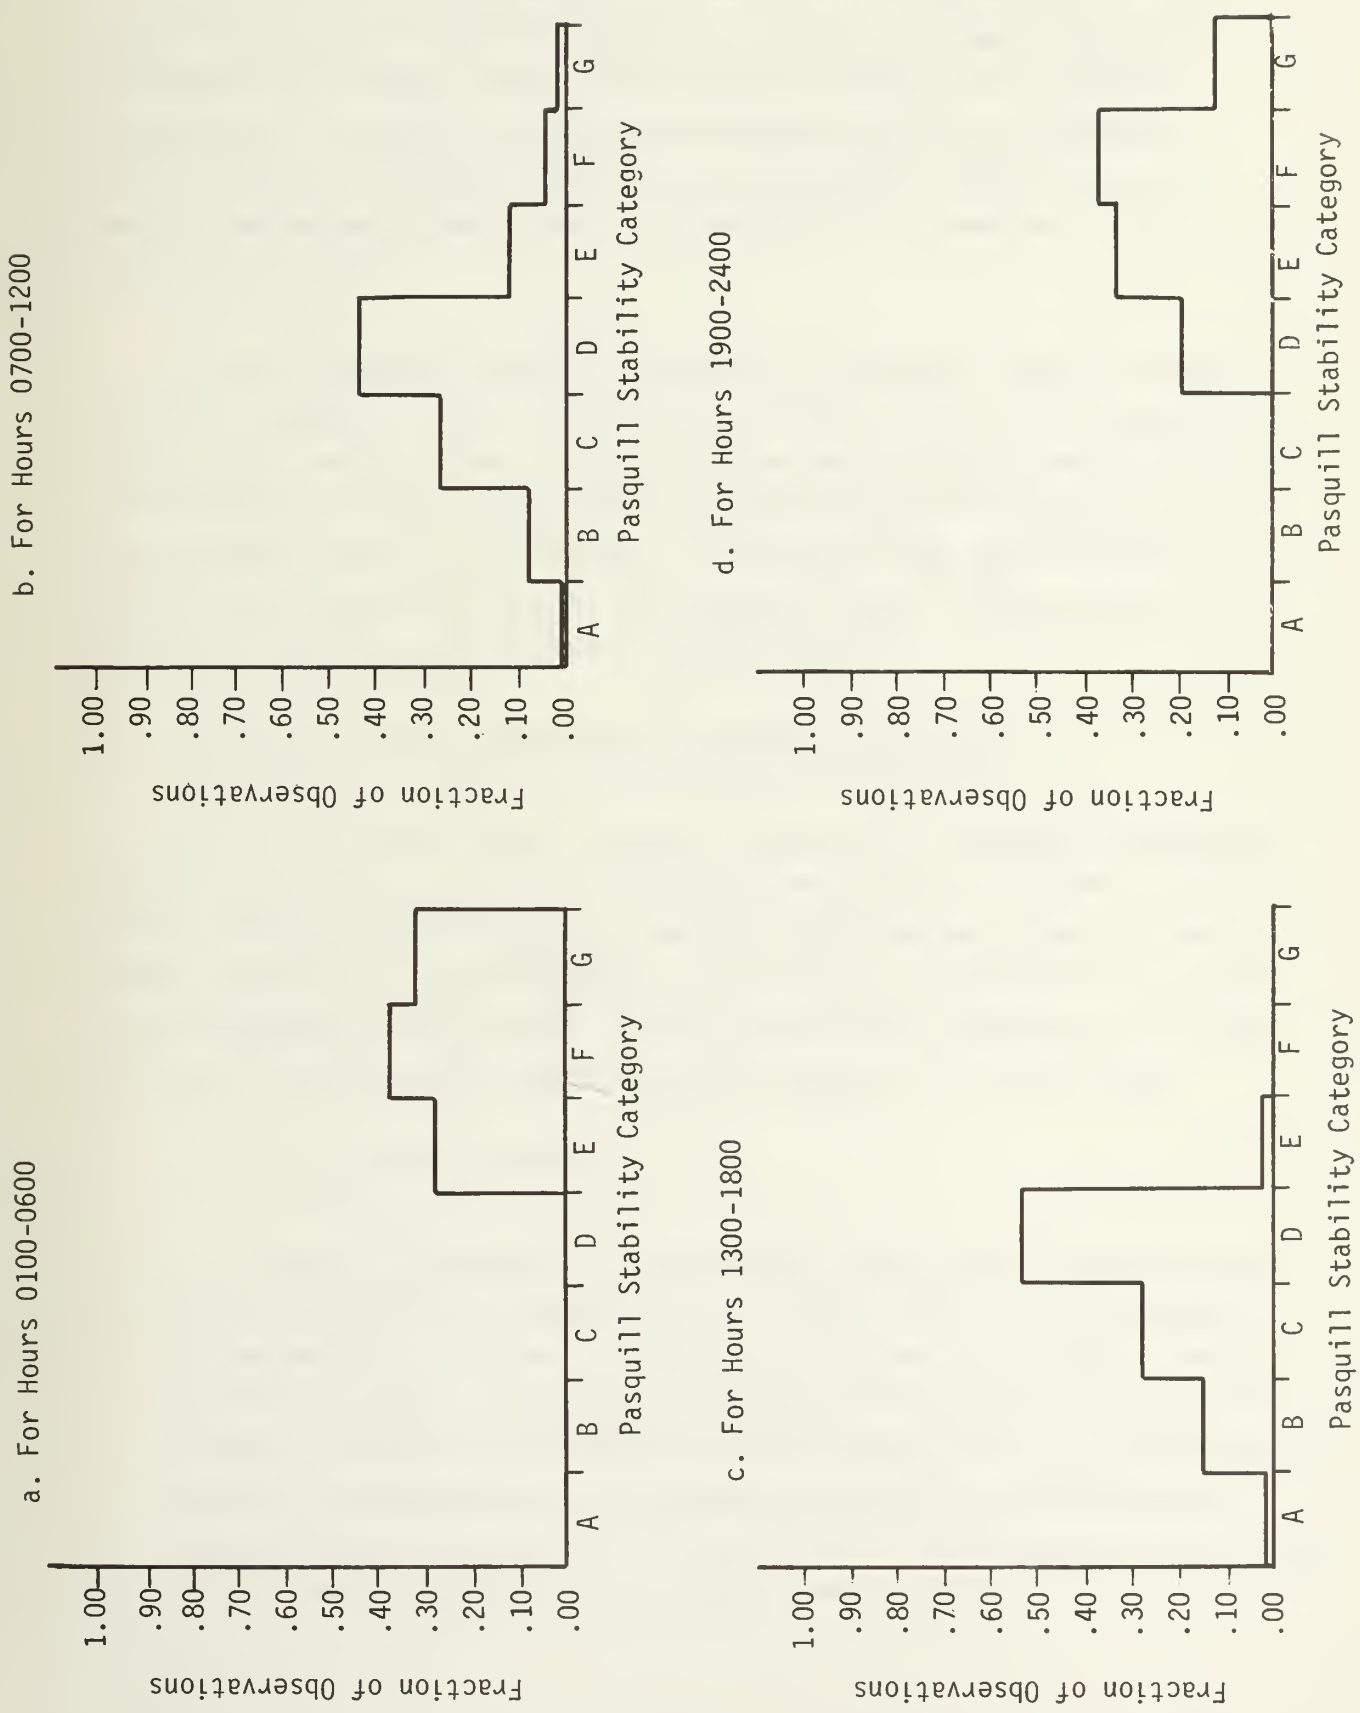 a. For Hours 0100-0600
Fraction of Observations
1.00
.90
.80
.70
.60
.50
.40
.30
.20
.10
.00
A B C D E F G
Pasquill Stability Category
b. For Hours 0700-1200
Fraction of Observations
1.00
.90
.80
.70
.60
.50
.40
.30
.20
.10
.00
A B C D E F G
Pasquill Stability Category
c. For Hours 1300-1800
Fraction of Observations
1.00
.90
.80
.70
.60
.50
.40
.30
.20
.10
.00
A B C D E F G
Pasquill Stability Category
d. For Hours 1900-2400
Fraction of Observations
1.00
.90
.80
.70
.60
.50
.40
.30
.20
.10
.00
A B C D E F G
Pasquill Stability Category